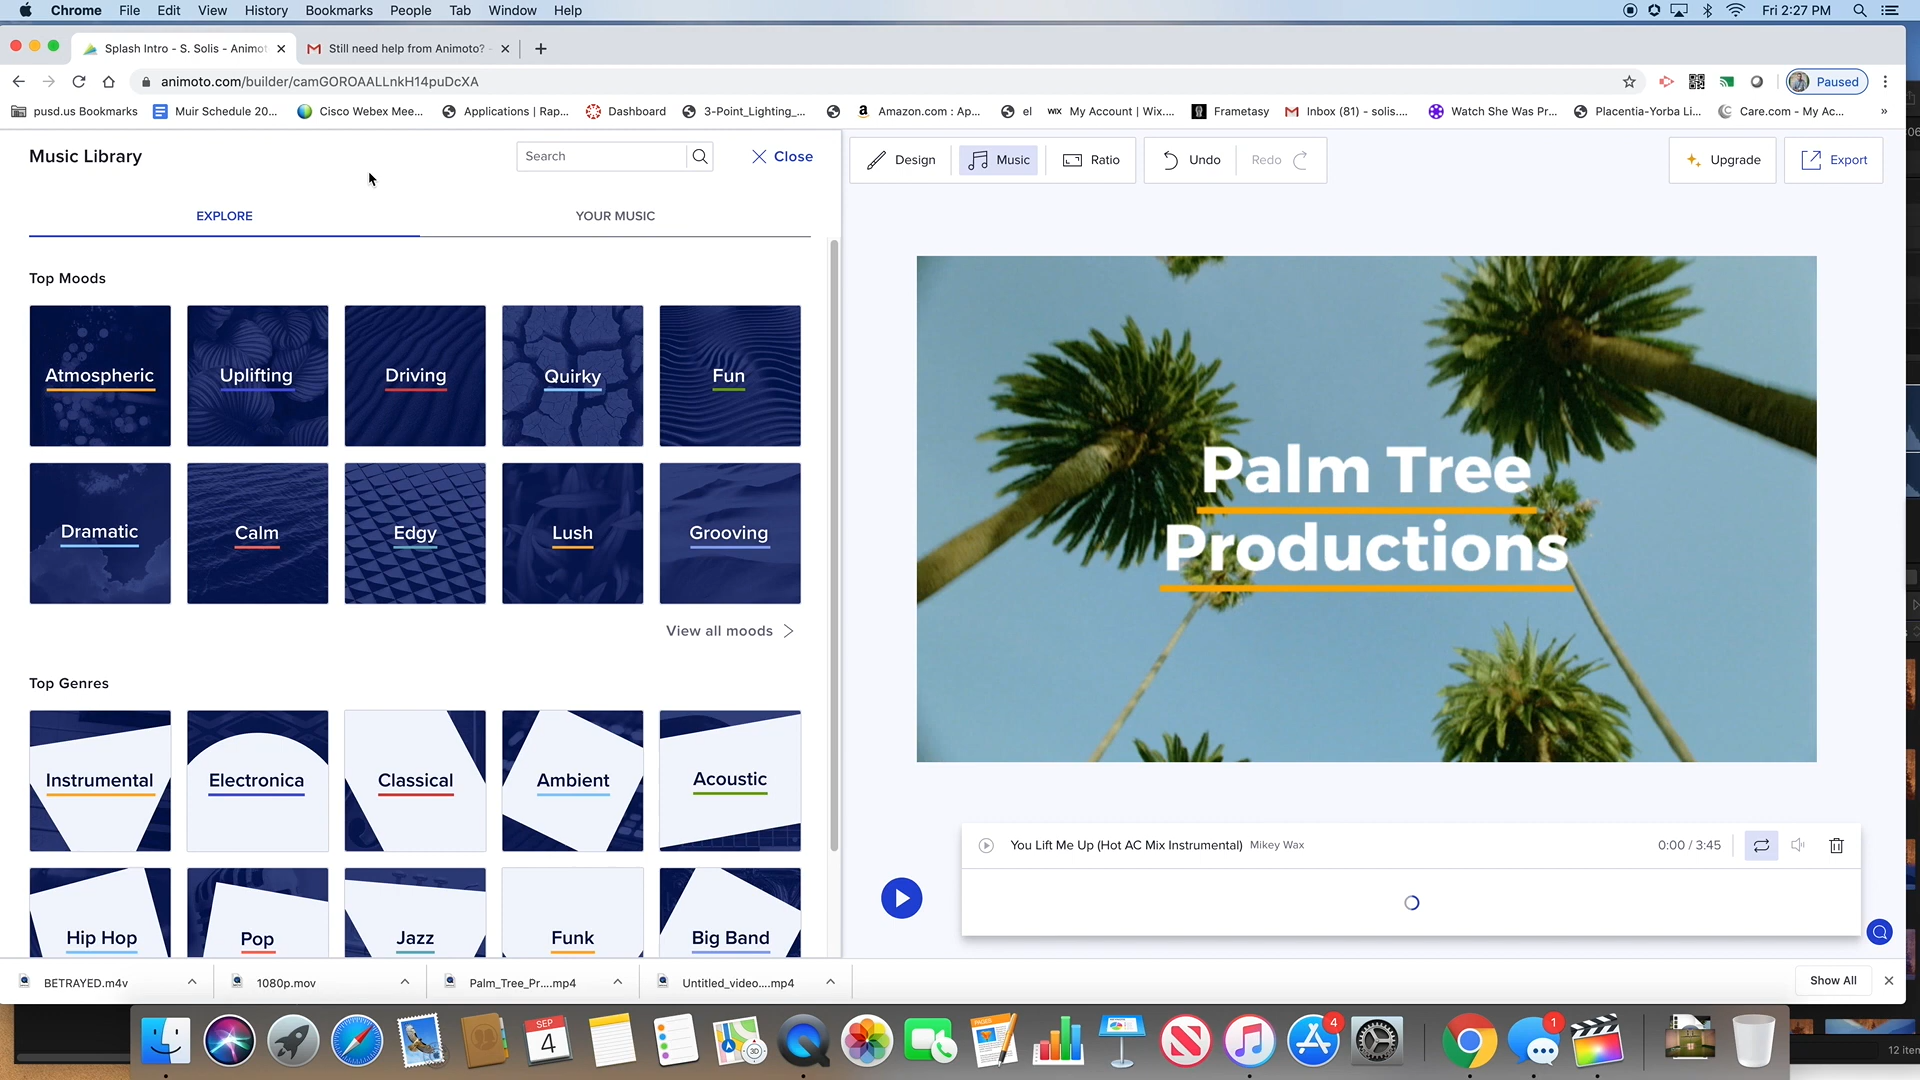 Chrome File Edit View History Bookmarks People Tab Window Help Fri 2:27 PM
Splash Intro - S. Solis - Animot Still need help from Animoto?
animoto.com/builder/camGOROAALLnkH14puDcXA Paused
pusd.us Bookmarks Muir Schedule 20... Cisco Webex Mee... Applications | Rap... Dashboard 3-Point_Lighting_... Amazon.com : Ap... el WiX My Account | Wix.... Frametasy Inbox (81) - solis.... Watch She Was Pr... Placentia-Yorba Li... Care.com - My Ac... »
Music Library Search Close
Design Music Ratio Undo Redo Upgrade Export
EXPLORE YOUR MUSIC
Top Moods
Atmospheric Uplifting Driving Quirky Fun
Dramatic Calm Edgy Lush Grooving
View all moods
Top Genres
Instrumental Electronica Classical Ambient Acoustic
Hip Hop Pop Jazz Funk Big Band
Palm Tree
Productions
You Lift Me Up (Hot AC Mix Instrumental) Mikey Wax 0:00 / 3:45
BETRAYED.m4v 1080p.mov Palm_Tree_Pr....mp4 Untitled_video....mp4 Show All
SEP
4
PAGES
4
1
12 item